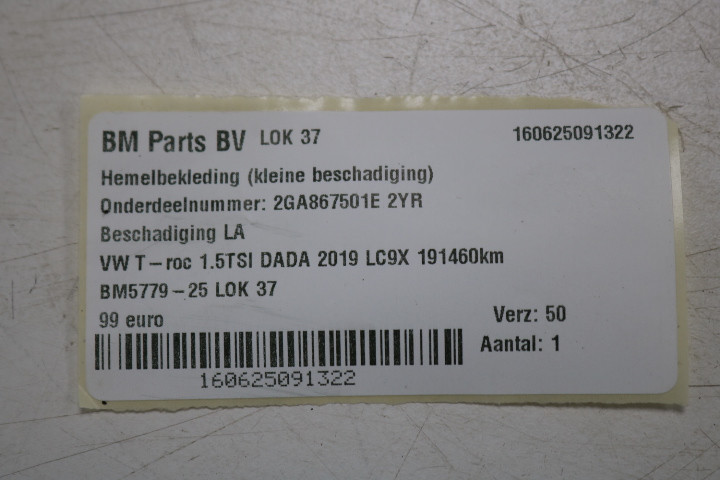 BM Parts BV LOK 37 160625091322
Hemelbekleding (kleine beschadiging)
Onderdeelnummer: 2GA867501E 2YR
Beschadiging LA
VW T-roc 1.5TSI DADA 2019 LC9X 191460km
BM5779-25 LOK 37
99 euro Verz: 50
Aantal: 1
160625091322